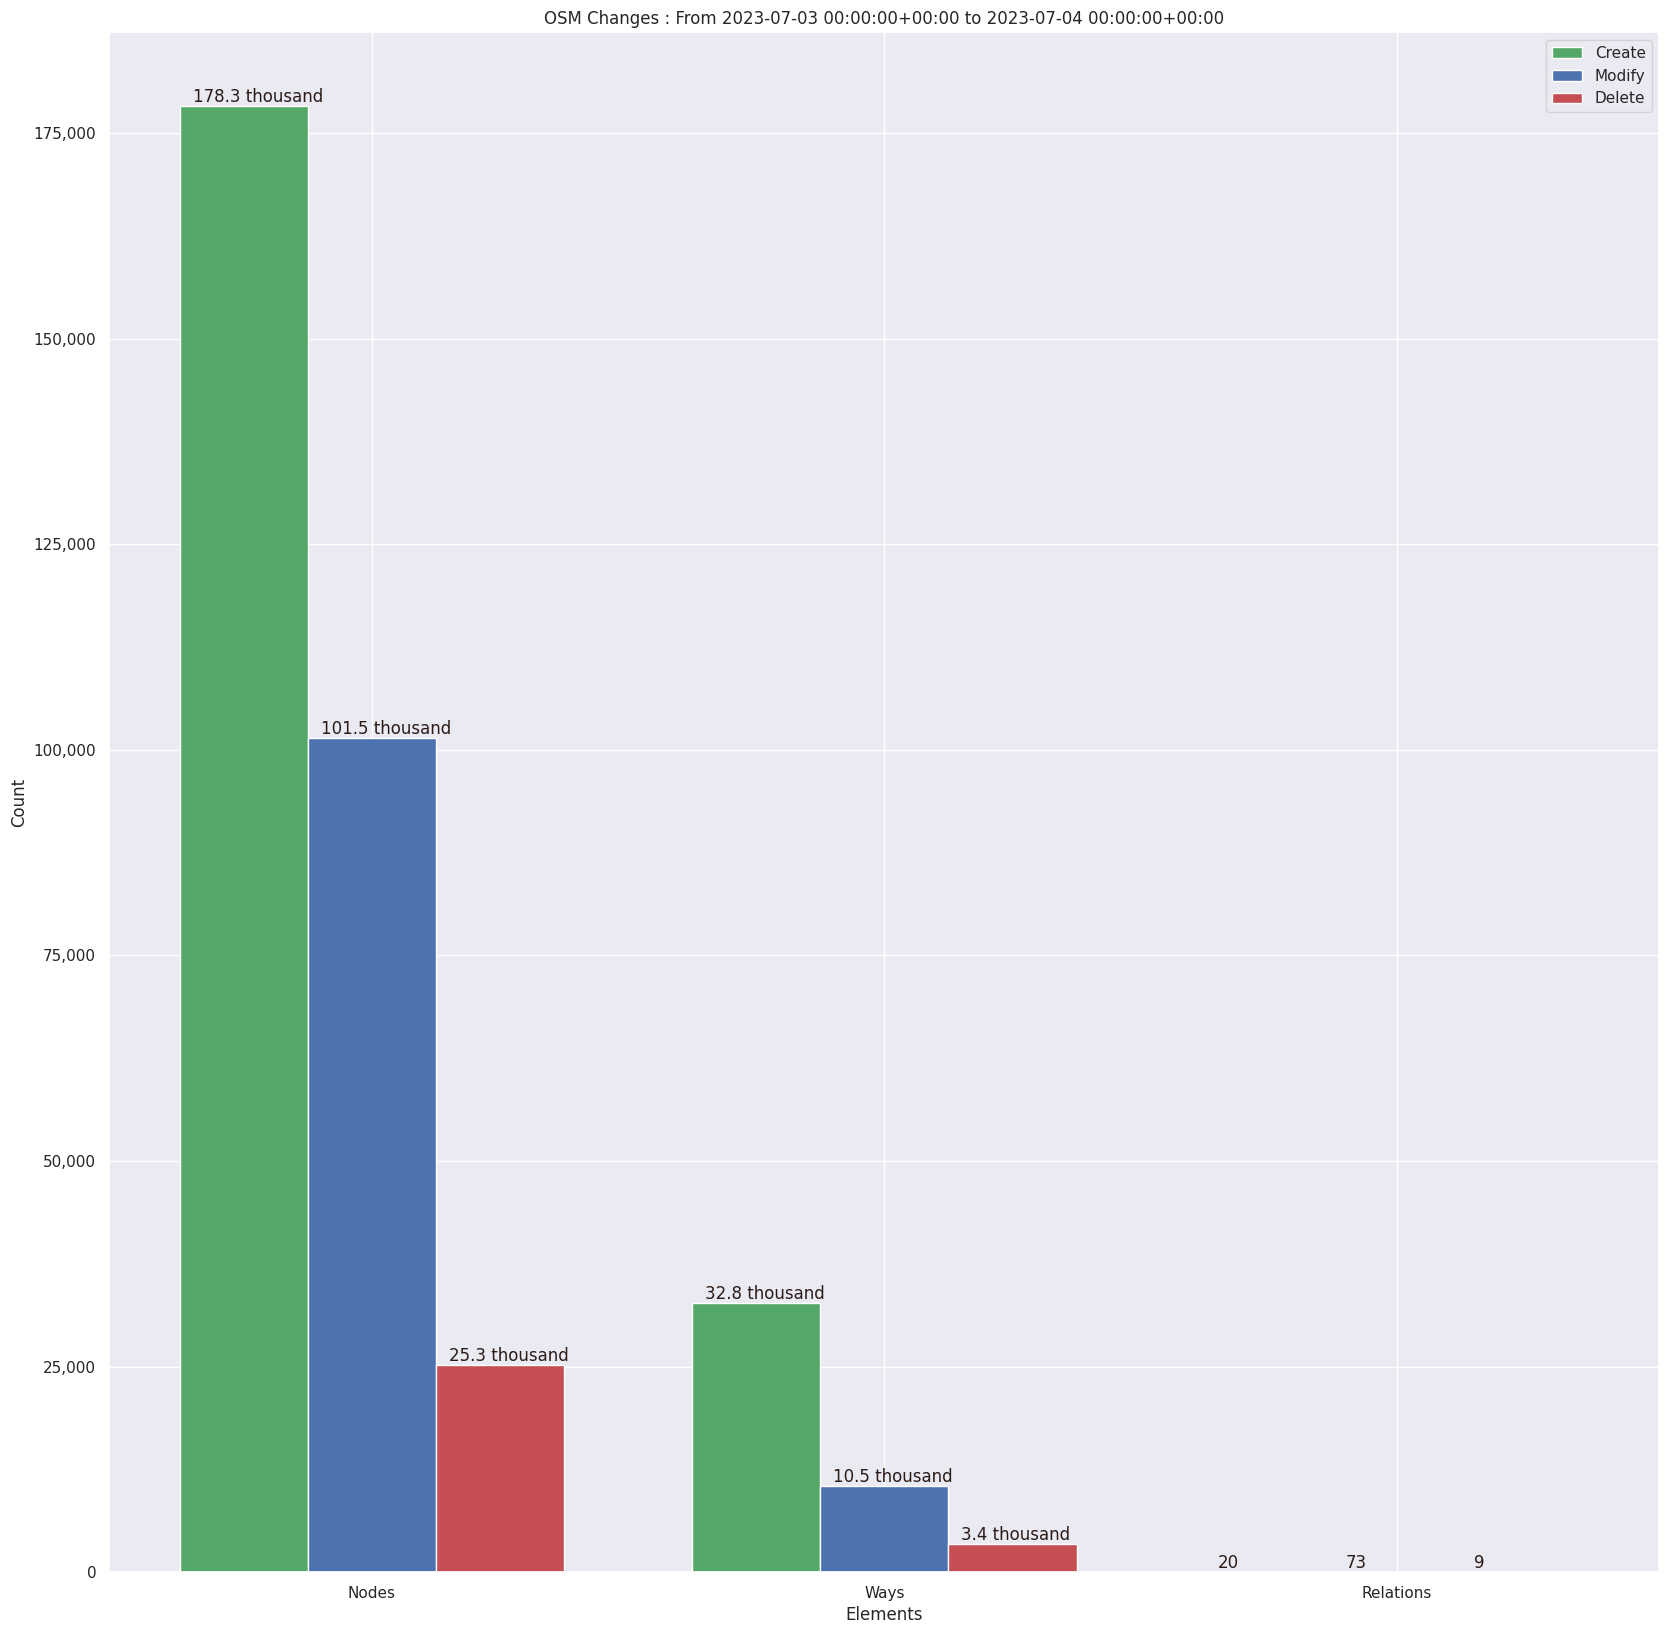 OSM Changes : From 2023-07-03 00:00:00+00:00 to 2023-07-04 00:00:00+00:00
Create
Modify
Delete
178.3 thousand
101.5 thousand
25.3 thousand
32.8 thousand
10.5 thousand
3.4 thousand
20
73
9
175,000
150,000
125,000
100,000
75,000
50,000
25,000
0
Count
Nodes
Ways
Relations
Elements